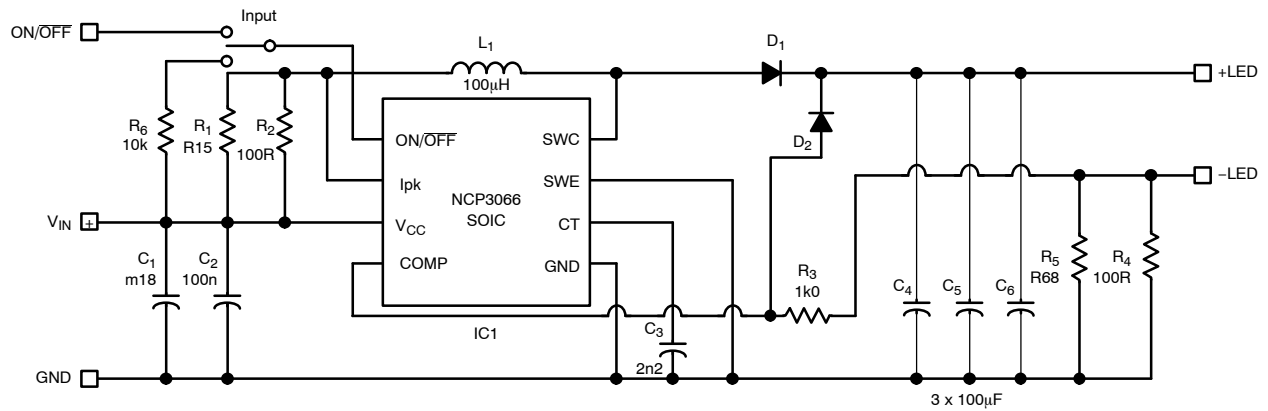 Input
ON/OFF
L1
100μH
D1
+LED
R6
10k
R1
R15
R2
100R
ON/OFF
Ipk
VCC
COMP
NCP3066
SOIC
SWC
SWE
CT
GND
D2
-LED
VIN
+
C1
m18
C2
100n
R3
1k0
C4
C5
C6
R5
R68
R4
100R
IC1
C3
2n2
GND
3 x 100μF